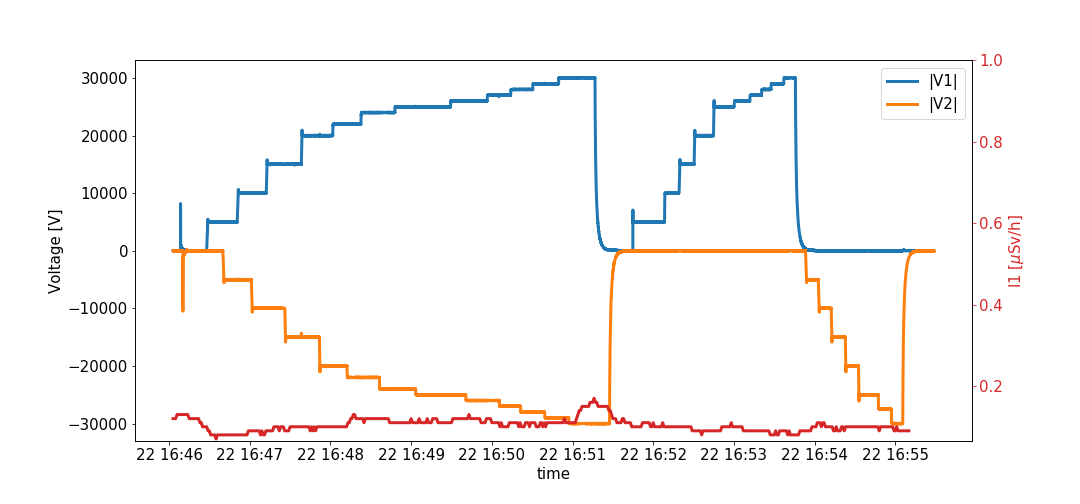 |V1|
|V2|
Voltage [V]
30000
20000
10000
0
−10000
−20000
−30000
1.0
0.8
0.6
0.4
0.2
I1 [μSv/h]
22 16:46 22 16:47 22 16:48 22 16:49 22 16:50 22 16:51 22 16:52 22 16:53 22 16:54 22 16:55
time